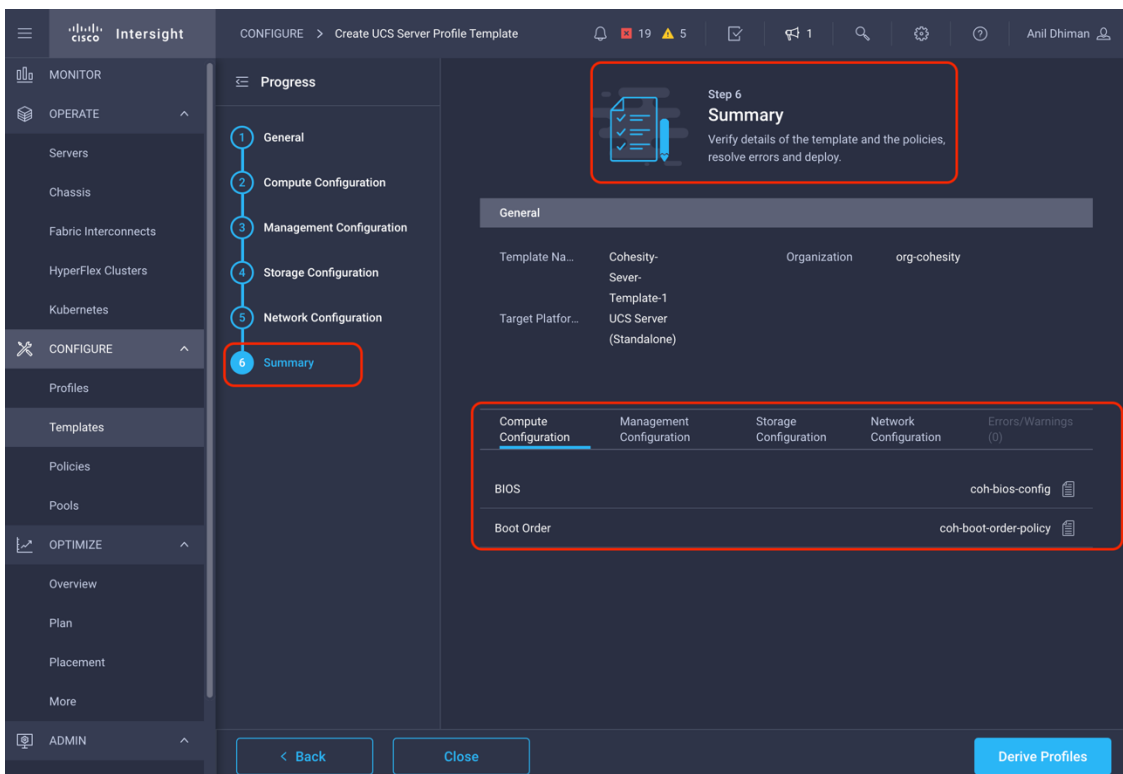 cisco Intersight
CONFIGURE > Create UCS Server Profile Template
19 5
1
Anil Dhiman
MONITOR
OPERATE
Servers
Chassis
Fabric Interconnects
HyperFlex Clusters
Kubernetes
CONFIGURE
Profiles
Templates
Policies
Pools
OPTIMIZE
Overview
Plan
Placement
More
ADMIN
Progress
1 General
2 Compute Configuration
3 Management Configuration
4 Storage Configuration
5 Network Configuration
6 Summary
Step 6
Summary
Verify details of the template and the policies,
resolve errors and deploy.
General
Template Na... Cohesity-
Sever-
Template-1
Organization org-cohesity
Target Platfor... UCS Server
(Standalone)
Compute
Configuration
Management
Configuration
Storage
Configuration
Network
Configuration
Errors/Warnings
(0)
BIOS coh-bios-config
Boot Order coh-boot-order-policy
< Back
Close
Derive Profiles